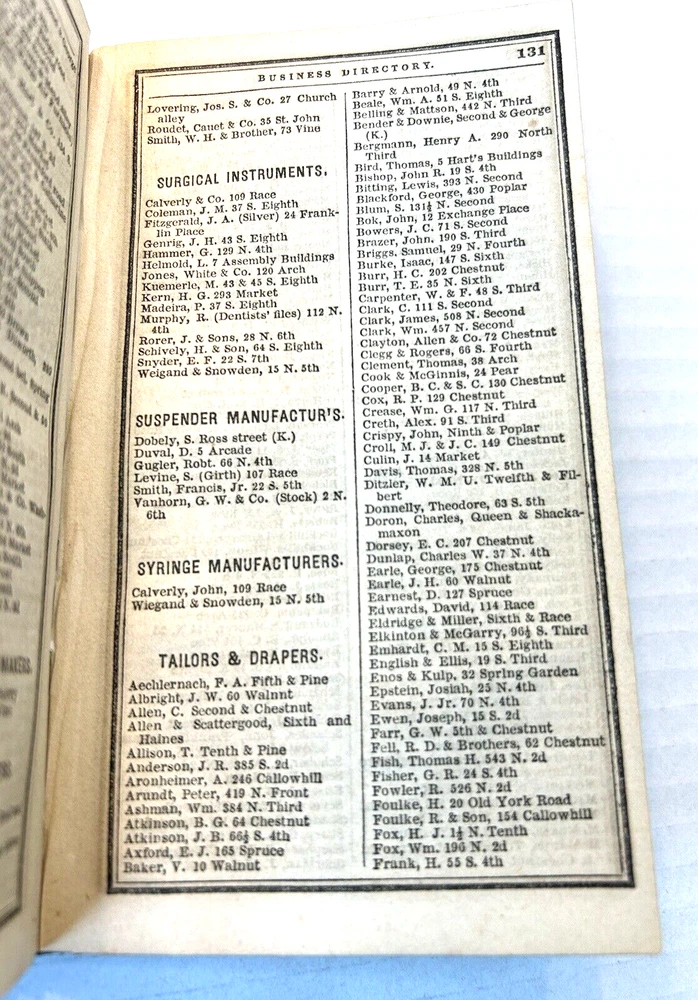 BUSINESS DIRECTORY.
131
Lovering, Jos. S. & Co. 27 Church
alley
Roudet, Cauet & Co. 35 St. John
Smith, W. H. & Brother, 73 Vine
SURGICAL INSTRUMENTS.
Calverly & Co. 109 Race
Coleman, J. M. 37 S. Eighth
Fitzgerald, J. A. (Silver) 24 Frank-
lin Place
Genrig, J. H. 43 S. Eighth
Hammer, G. 129 N. 4th
Helmold, L. 7 Assembly Buildings
Jones, White & Co. 120 Arch
Kuemerle, M. 43 & 45 S. Eighth
Kern, H. G. 293 Market
Madeira, P. 37 S. Eighth
Murphy, R. (Dentists' files) 112 N.
4th
Rorer, J. & Sons, 28 N. 6th
Schively, H. & Son, 64 S. Eighth
Snyder, E. F. 22 S. 7th
Weigand & Snowden, 15 N. 5th
SUSPENDER MANUFACTUR'S.
Dobely, S. Ross street (K.)
Duval, D. 5 Arcade
Gugler, Robt. 66 N. 4th
Levine, S. (Girth) 107 Race
Smith, Francis, Jr. 22 S. 5th
Vanhorn, G. W. & Co. (Stock) 2 N.
6th
SYRINGE MANUFACTURERS.
Calverly, John, 109 Race
Wiegand & Snowden, 15 N. 5th
TAILORS & DRAPERS.
Aechlernach, F. A. Fifth & Pine
Albright, J. W. 60 Walnnt
Allen, C. Second & Chestnut
Allen & Scattergood, Sixth and
Haines
Allison, T. Tenth & Pine
Anderson, J. R. 385 S. 2d
Aronheimer, A. 246 Callowhill
Arundt, Peter, 419 N. Front
Ashman, Wm. 384 N. Third
Atkinson, B. G. 64 Chestnut
Atkinson, J. B. 66½ S. 4th
Axford, E. J. 165 Spruce
Baker, V. 10 Walnut
Barry & Arnold, 49 N. 4th
Beale, Wm. A. 51 S. Eighth
Belling & Mattson, 442 N. Third
Bender & Downie, Second & George
(K.)
Bergmann, Henry A. 290 North
Third
Bird, Thomas, 5 Hart's Buildings
Bishop, John R. 19 S. 4th
Bitting, Lewis, 393 N. Second
Blackford, George, 430 Poplar
Blum, S. 131½ N. Second
Bok, John, 12 Exchange Place
Bowers, J. C. 71 S. Second
Brazer, John. 190 S. Third
Briggs, Samuel, 29 N. Fourth
Burke, Isaac, 147 S. Sixth
Burr, H. C. 202 Chestnut
Burr, T. E. 35 N. Sixth
Carpenter, W. & F. 48 S. Third
Clark, C. 111 S. Second
Clark, James, 508 N. Second
Clark, Wm. 457 N. Second
Clayton, Allen & Co. 72 Chestnut
Clegg & Rogers, 66 S. Fourth
Clement, Thomas, 38 Arch
Cook & McGinnis, 24 Pear
Cooper, B. C. & S. C. 130 Chestnut
Cox, R. P. 129 Chestnut
Crease, Wm. G. 117 N. Third
Creth, Alex. 91 S. Third
Crispy, John, Ninth & Poplar
Croll, M. J. & J. C. 149 Chestnut
Culin, J. 14 Market
Davis, Thomas, 328 N. 5th
Ditzler, W. M. U. Twelfth & Fil-
bert
Donnelly, Theodore, 63 S. 5th
Doron, Charles, Queen & Shacka-
maxon
Dorsey, E. C. 207 Chestnut
Dunlap, Charles W. 37 N. 4th
Earle, George, 175 Chestnut
Earle, J. H. 60 Walnut
Earnest, D. 127 Spruce
Edwards, David, 114 Race
Eldridge & Miller, Sixth & Race
Elkinton & McGarry, 96½ S. Third
Emhardt, C. M. 15 S. Eighth
English & Ellis, 19 S. Third
Enos & Kulp, 32 Spring Garden
Epstein, Josiah, 25 N. 4th
Evans, J. Jr. 70 N. 4th
Ewen, Joseph, 15 S. 2d
Farr, G. W. 5th & Chestnut
Fell, R. D. & Brothers, 62 Chestnut
Fish, Thomas H. 543 N. 2d
Fisher, G. R. 24 S. 4th
Fowler, R. 526 N. 2d
Foulke, H. 20 Old York Road
Foulke, R. & Son, 154 Callowhill
Fox, H. J. 1½ N. Tenth
Fox, Wm. 196 N. 2d
Frank, H. 55 S. 4th